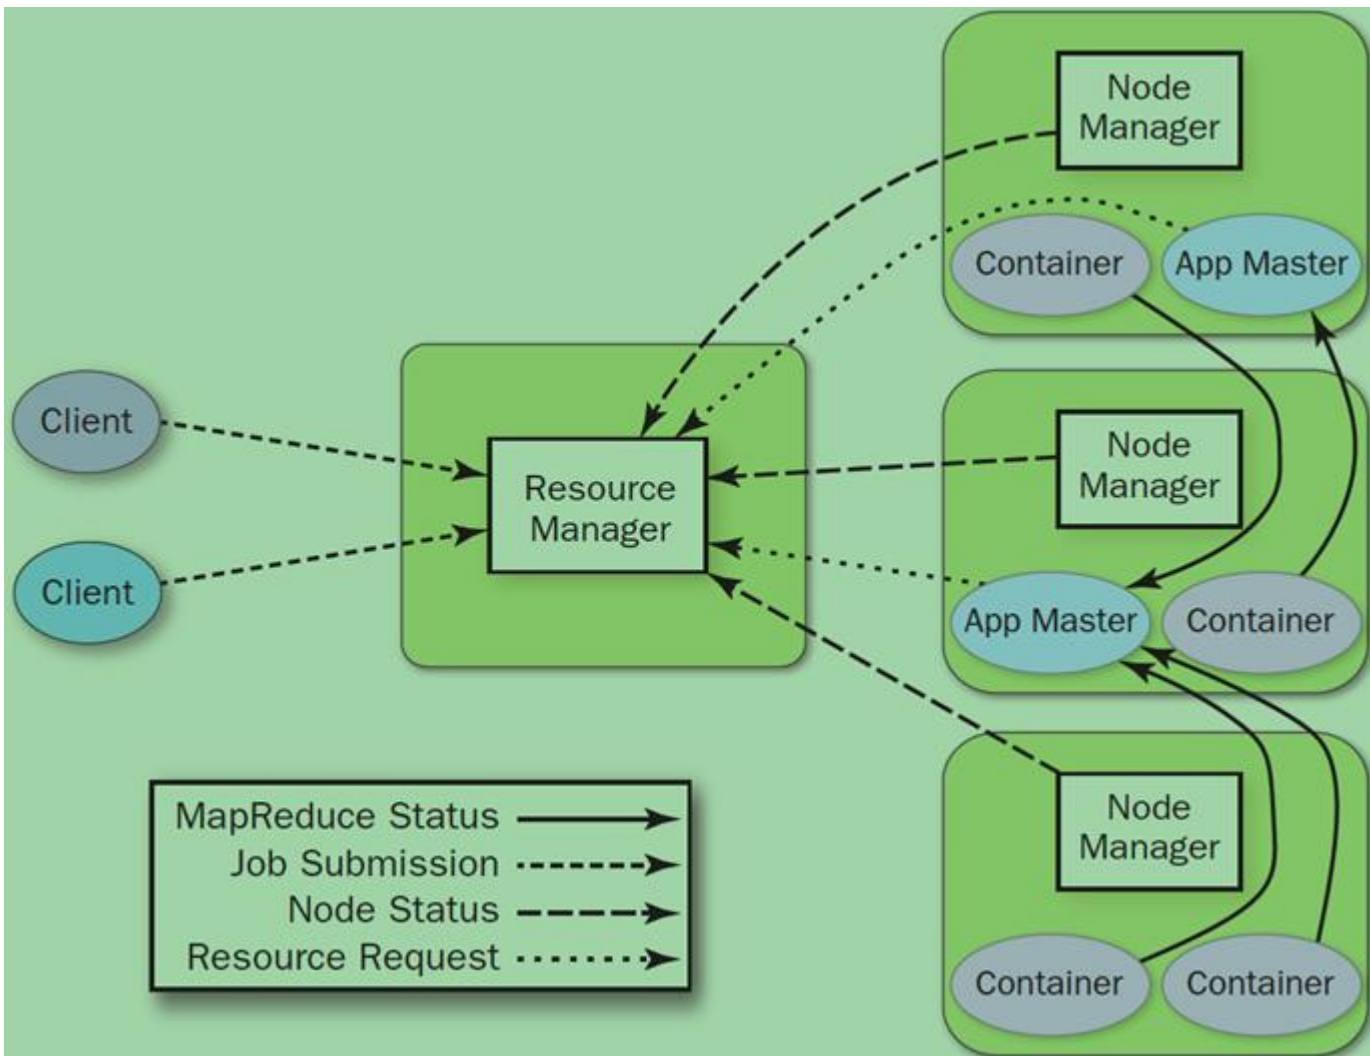 Node
Manager
Container
App Master
Client
Client
Resource
Manager
Node
Manager
App Master
Container
MapReduce Status
Job Submission
Node Status
Resource Request
Node
Manager
Container
Container